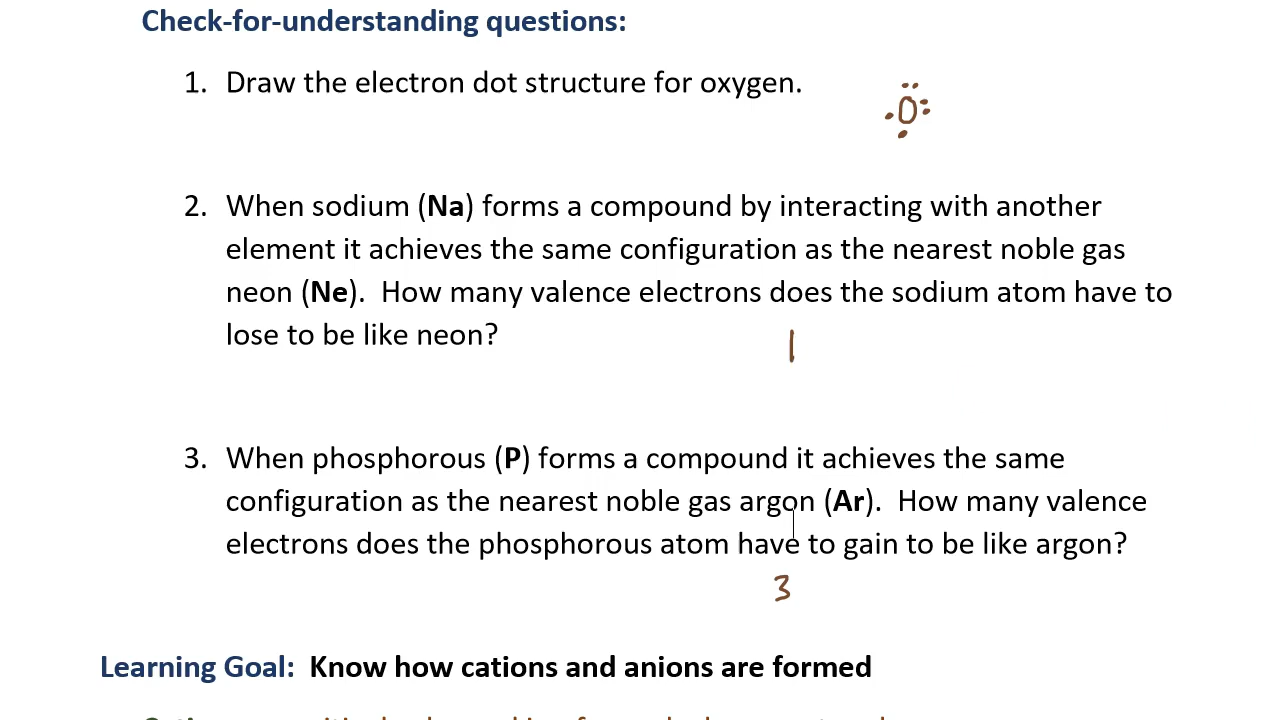 Check-for-understanding questions:
1. Draw the electron dot structure for oxygen.
O
2. When sodium (Na) forms a compound by interacting with another
element it achieves the same configuration as the nearest noble gas
neon (Ne). How many valence electrons does the sodium atom have to
lose to be like neon?
1
3. When phosphorous (P) forms a compound it achieves the same
configuration as the nearest noble gas argon (Ar). How many valence
electrons does the phosphorous atom have to gain to be like argon?
3
Learning Goal: Know how cations and anions are formed